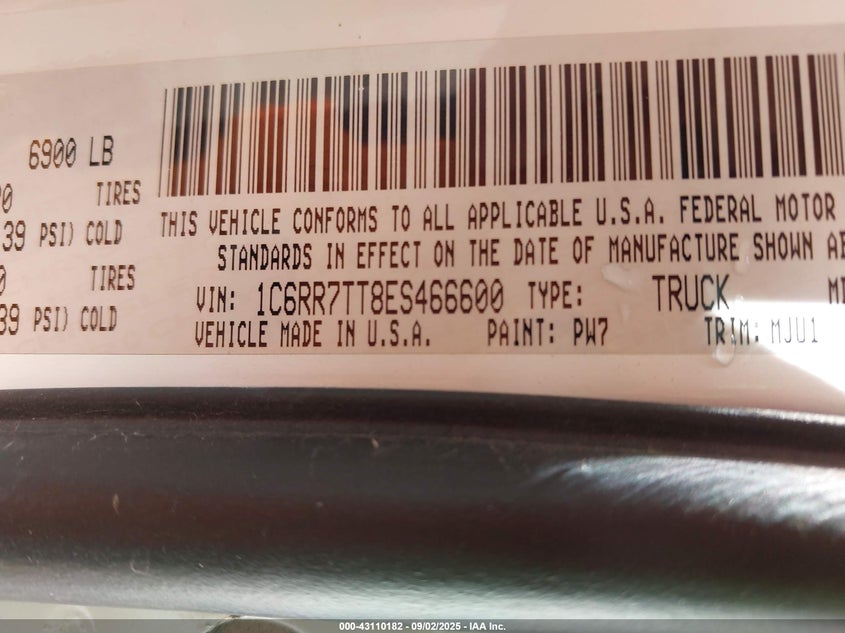 6900 LB
TIRES
39 PSI) COLD
TIRES
39 PSI) COLD
THIS VEHICLE CONFORMS TO ALL APPLICABLE U.S.A. FEDERAL MOTOR
STANDARDS IN EFFECT ON THE DATE OF MANUFACTURE SHOWN
VIN: 1C6RR7TT8ES466600 TYPE: TRUCK
VEHICLE MADE IN U.S.A. PAINT: PW7 TRIM: MJU1
000-43110182 - 09/02/2025 - IAA Inc.